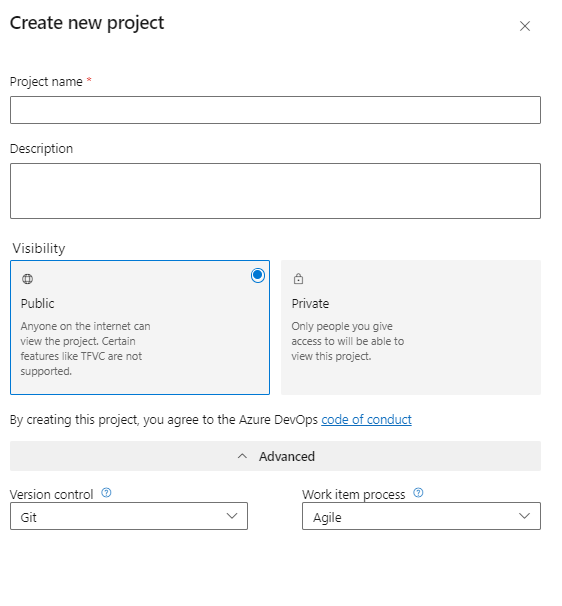 Create new project
Project name *
Description
Visibility
Public
Anyone on the internet can
view the project. Certain
features like TFVC are not
supported.
Private
Only people you give
access to will be able to
view this project.
By creating this project, you agree to the Azure DevOps code of conduct
Advanced
Version control ?
Git
Work item process ?
Agile